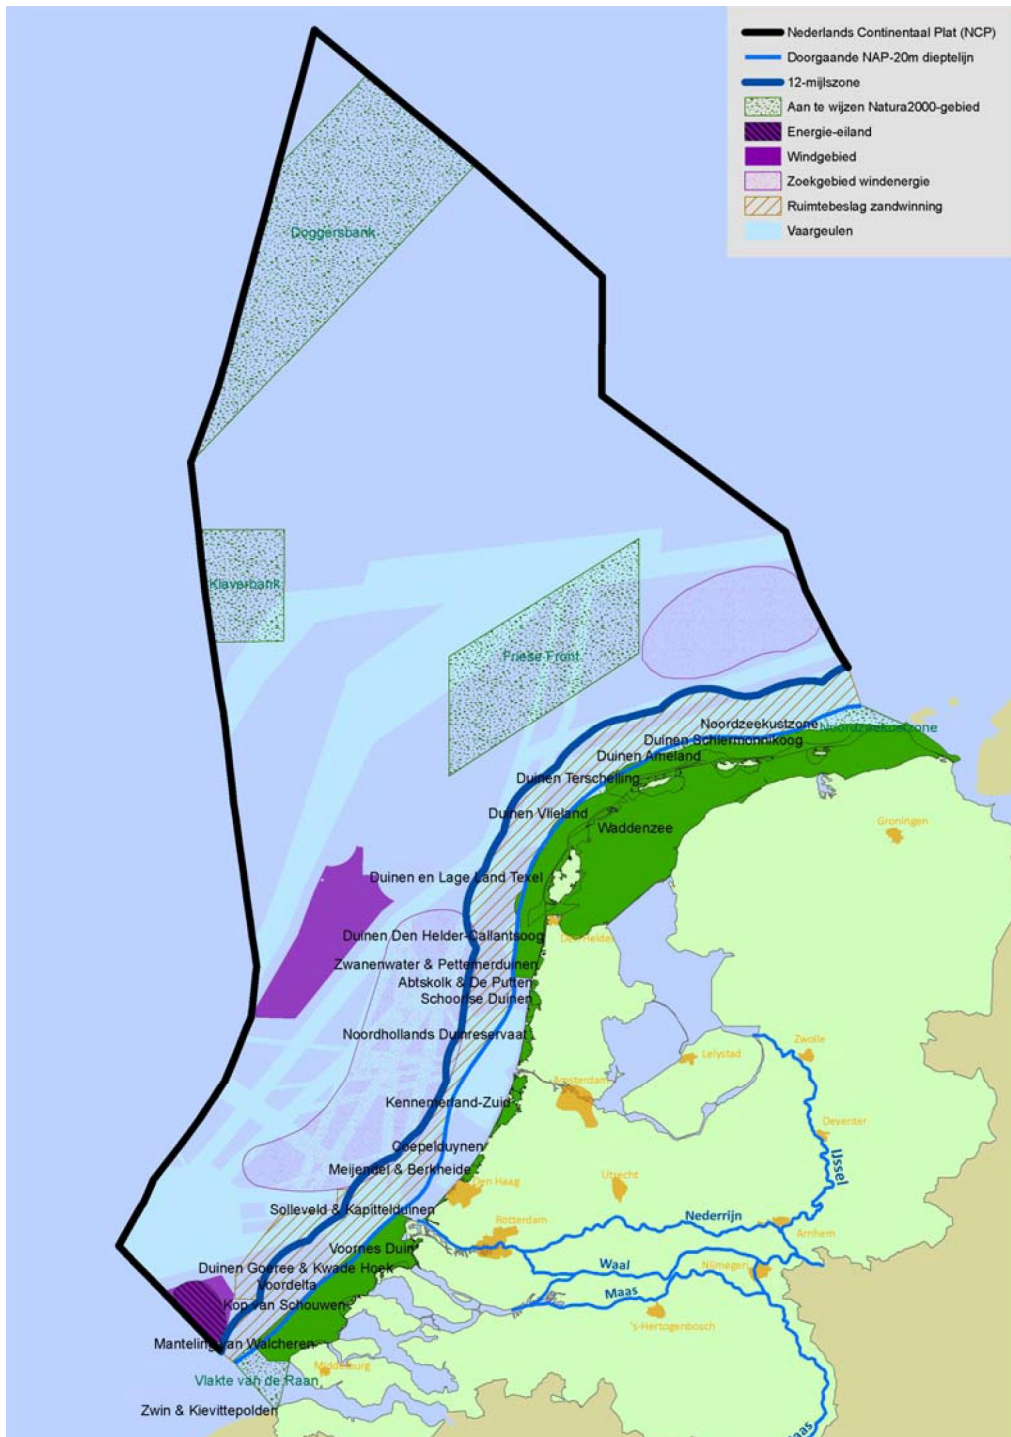 Nederlands Continentaal Plat (NCP)
Doorgaande NAP-20m dieptelijn
12-mijlszone
Aan te wijzen Natura2000-gebied
Energie-eiland
Windgebied
Zoekgebied windenergie
Ruimtebeslag zandwinning
Vaargeulen
Doggersbank
Klaverbank
Friese Front
Noordzeekustzone
Noordzeekustzone
Duinen Schiermonnikoog
Duinen Ameland
Duinen Terschelling
Duinen Vlieland
Waddenzee
Groningen
Duinen en Lage Land Texel
Duinen Den Helder-Callantsoog
Den Helder
Zwanenwater & Pettemerduinen
Abtskolk & De Putten
Schoorlse Duinen
Noordhollands Duinreservaat
Zwolle
Lelystad
Amsterdam
Kennemerland-Zuid
Deventer
Coepelduynen
IJssel
Meijendel & Berkheide
Den Haag
Utrecht
Solleveld & Kapittelduinen
Nederrijn
Rotterdam
Arnhem
Voornes Duin
Duinen Goeree & Kwade Hoek
Waal
Nijmegen
Voordelta
Maas
Kop van Schouwen
's-Hertogenbosch
Manteling van Walcheren
Middelburg
Vlakte van de Raan
Zwin & Kievittepolden
Maas